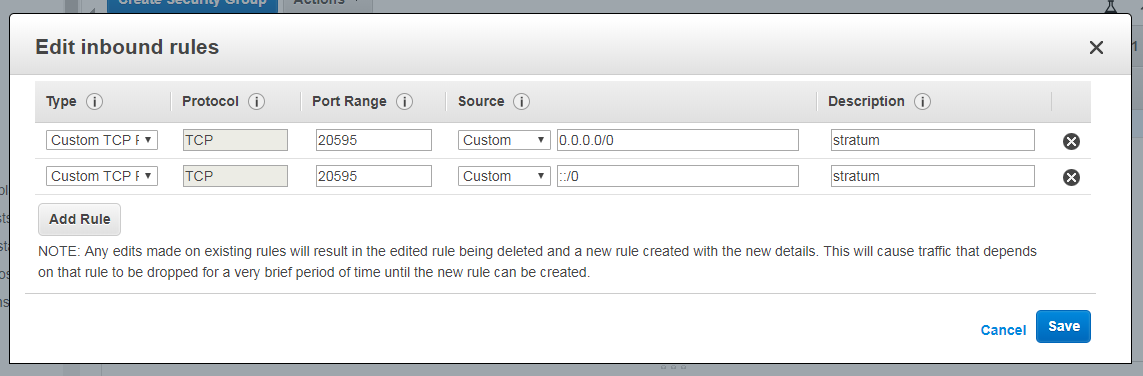 Create Security Group Actions
Edit inbound rules
Type Protocol Port Range Source Description
Custom TCP TCP 20595 Custom 0.0.0.0/0 stratum
Custom TCP TCP 20595 Custom ::/0 stratum
Add Rule
NOTE: Any edits made on existing rules will result in the edited rule being deleted and a new rule created with the new details. This will cause traffic that depends
on that rule to be dropped for a very brief period of time until the new rule can be created.
Cancel Save